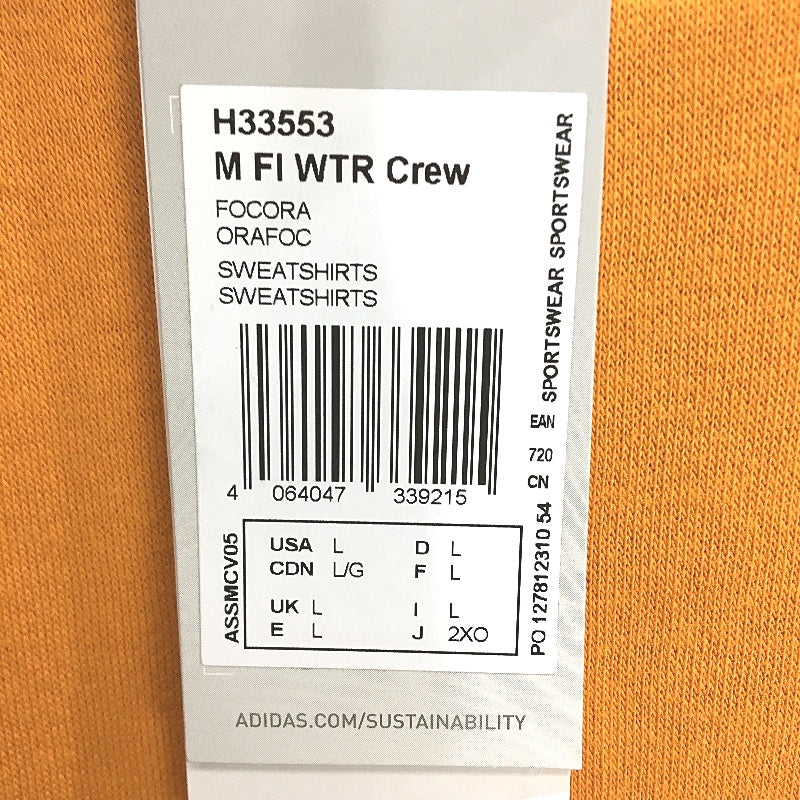 H33553
M FI WTR Crew
FOCORA
ORAFOC
SWEATSHIRTS
SWEATSHIRTS
4 064047 339215
SPORTSWEAR SPORTSWEAR
EAN
720
CN
PO 127812310 54
ASSMCV05
USA L D L
CDN L/G F L
UK L I L
E L J 2XO
ADIDAS.COM/SUSTAINABILITY